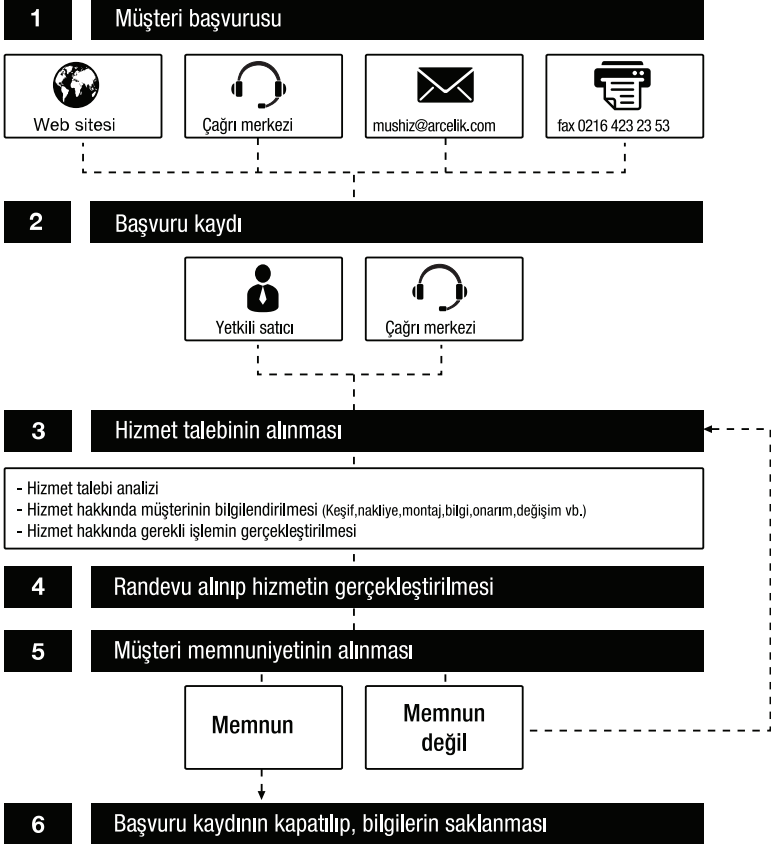 1 Müşteri başvurusu
Web sitesi
Çağrı merkezi
mushiz@arcelik.com
fax 0216 423 23 53
2 Başvuru kaydı
Yetkili satıcı
Çağrı merkezi
3 Hizmet talebinin alınması
- Hizmet talebi analizi
- Hizmet hakkında müşterinin bilgilendirilmesi (Keşif,nakliye,montaj,bilgi,onarım,değişim vb.)
- Hizmet hakkında gerekli işlemin gerçekleştirilmesi
4 Randevu alınıp hizmetin gerçekleştirilmesi
5 Müşteri memnuniyetinin alınması
Memnun
Memnun
değil
6 Başvuru kaydının kapatılıp, bilgilerin saklanması